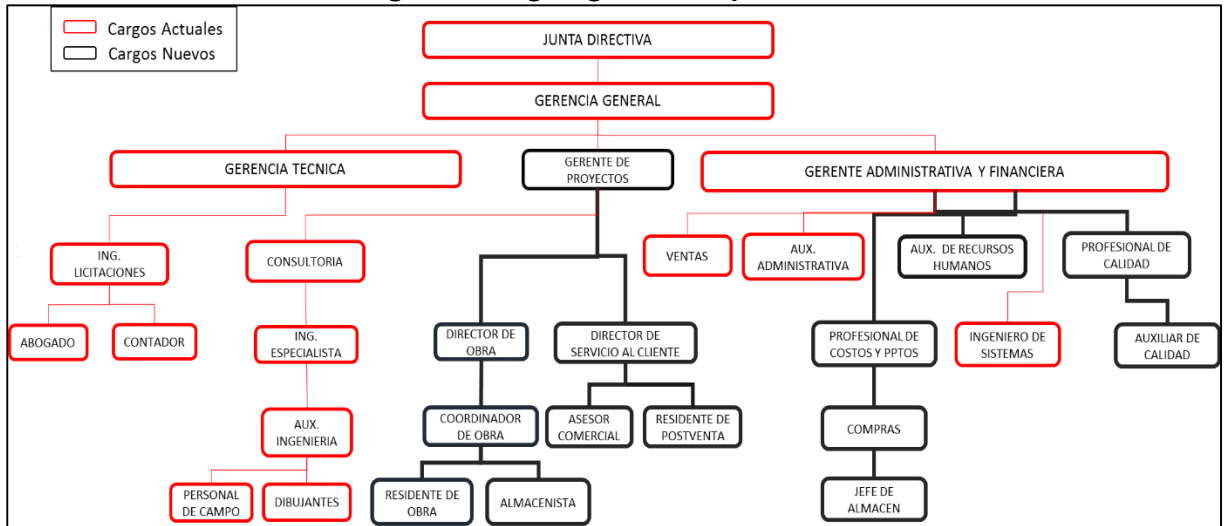 Cargos Actuales
Cargos Nuevos
JUNTA DIRECTIVA
GERENCIA GENERAL
GERENCIA TECNICA
GERENTE DE
PROYECTOS
GERENTE ADMINISTRATIVA Y FINANCIERA
ING.
LICITACIONES
CONSULTORIA
VENTAS
AUX.
ADMINISTRATIVA
AUX. DE RECURSOS
HUMANOS
PROFESIONAL DE
CALIDAD
ABOGADO
CONTADOR
ING.
ESPECIALISTA
DIRECTOR DE
OBRA
DIRECTOR DE
SERVICIO AL CLIENTE
PROFESIONAL DE
COSTOS Y PPTOS
INGENIERO DE
SISTEMAS
AUXILIAR DE
CALIDAD
AUX.
INGENIERIA
COORDINADOR
DE OBRA
ASESOR
COMERCIAL
RESIDENTE DE
POSTVENTA
COMPRAS
PERSONAL
DE CAMPO
DIBUJANTES
RESIDENTE DE
OBRA
ALMACENISTA
JEFE DE
ALMACEN